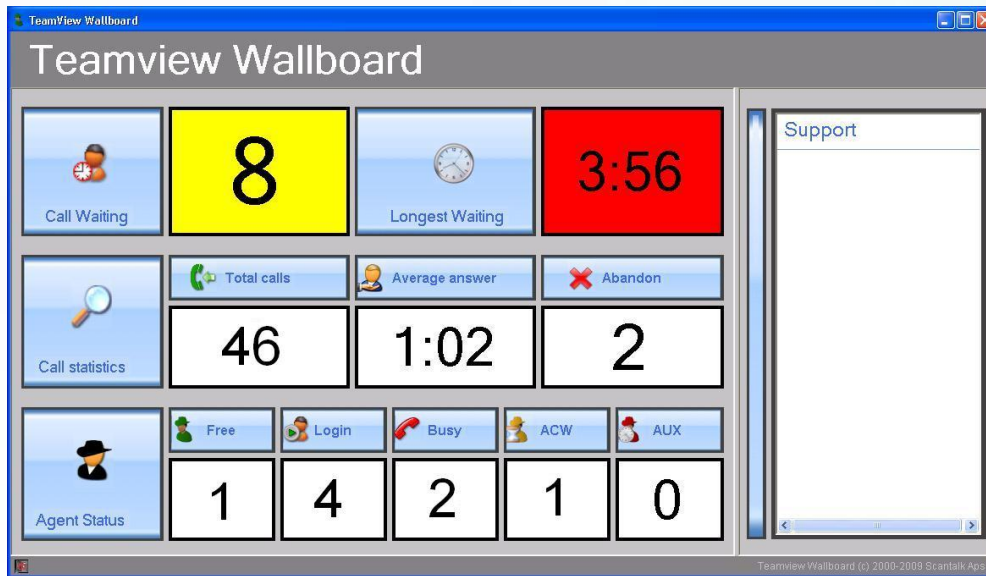 TeamView Wallboard
Teamview Wallboard
Call Waiting
8
Longest Waiting
3:56
Support
Call statistics
Total calls
Average answer
Abandon
46
1:02
2
Agent Status
Free
Login
Busy
ACW
AUX
1
4
2
1
0
Teamview Wallboard (c) 2000-2009 Scantalk Aps